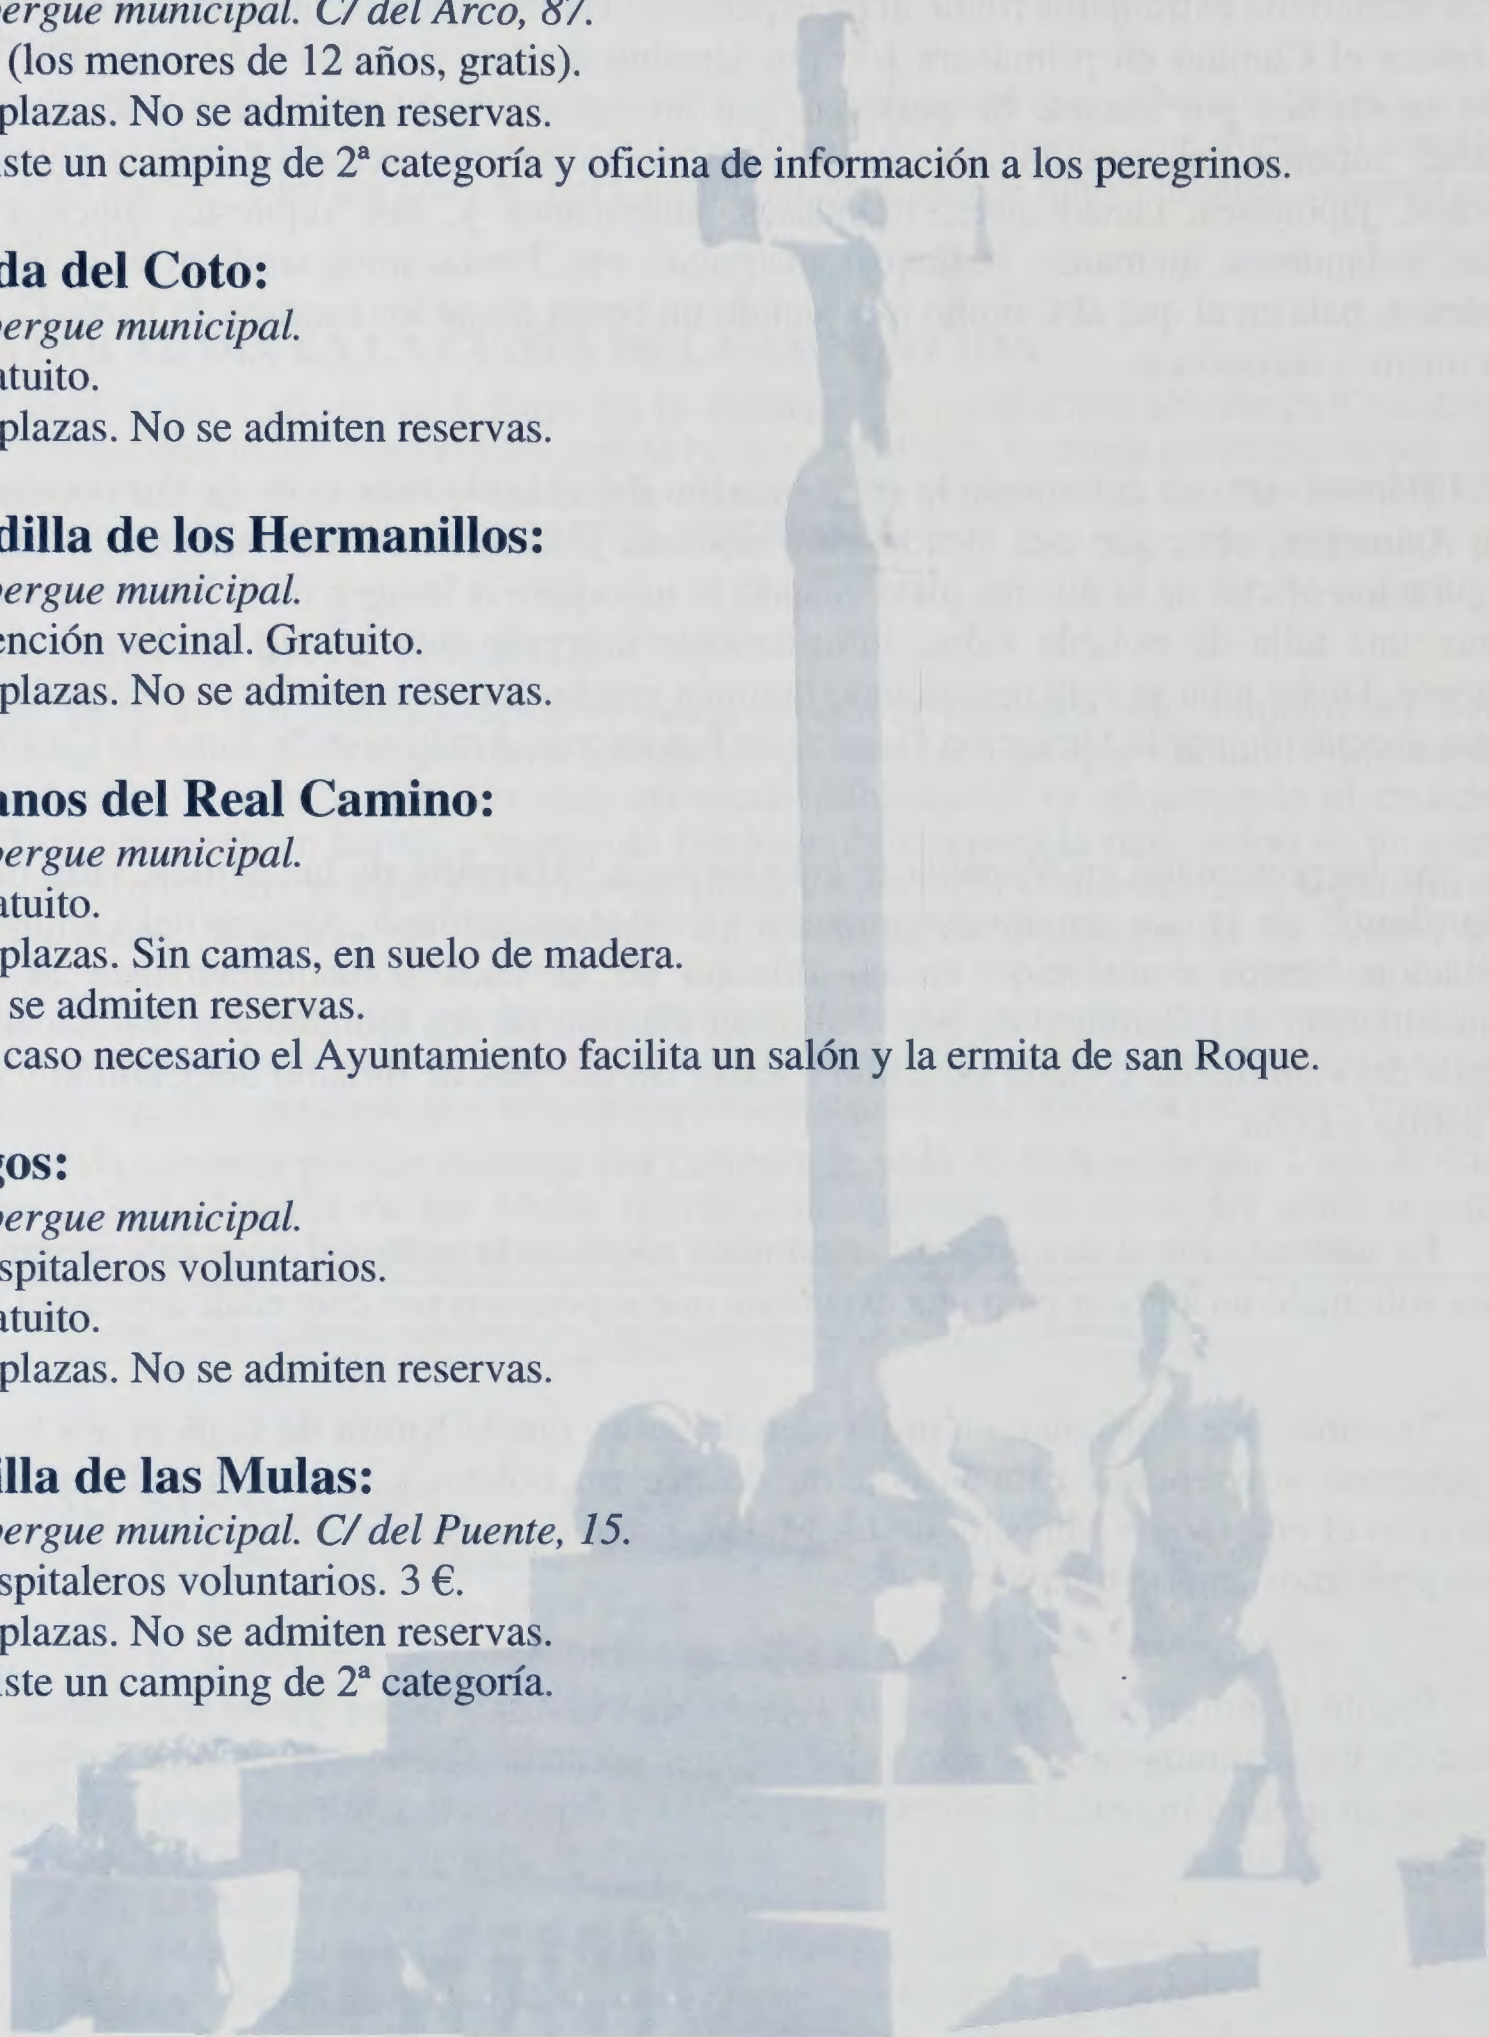 bergue municipal. C/ del Arco, 87.
(los menores de 12 años, gratis).
plazas. No se admiten reservas.
iste un camping de 2ª categoría y oficina de información a los peregrinos.
da del Coto:
bergue municipal.
atuito.
plazas. No se admiten reservas.
dilla de los Hermanillos:
bergue municipal.
ención vecinal. Gratuito.
plazas. No se admiten reservas.
anos del Real Camino:
bergue municipal.
atuito.
plazas. Sin camas, en suelo de madera.
se admiten reservas.
caso necesario el Ayuntamiento facilita un salón y la ermita de san Roque.
gos:
bergue municipal.
spitaleros voluntarios.
atuito.
plazas. No se admiten reservas.
illa de las Mulas:
bergue municipal. C/ del Puente, 15.
spitaleros voluntarios. 3 €.
plazas. No se admiten reservas.
iste un camping de 2ª categoría.